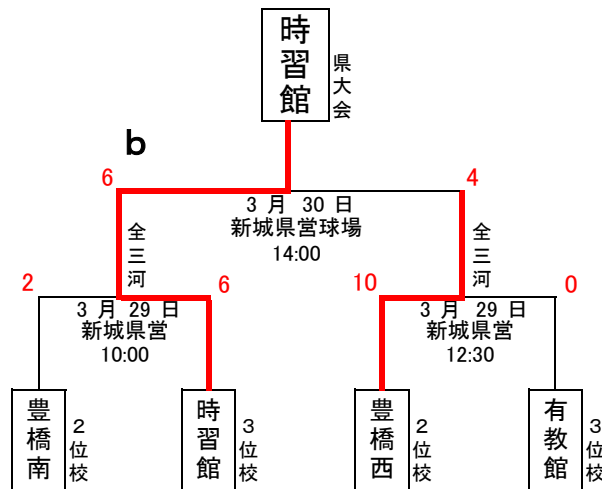 時習館
県大会
b
6
4
3 月 30 日
新城県営球場
14:00
全三河
全三河
2
6
10
0
3 月 29 日
新城県営
10:00
3 月 29 日
新城県営
12:30
豊橋南
2位校
時習館
3位校
豊橋西
2位校
有教館
3位校